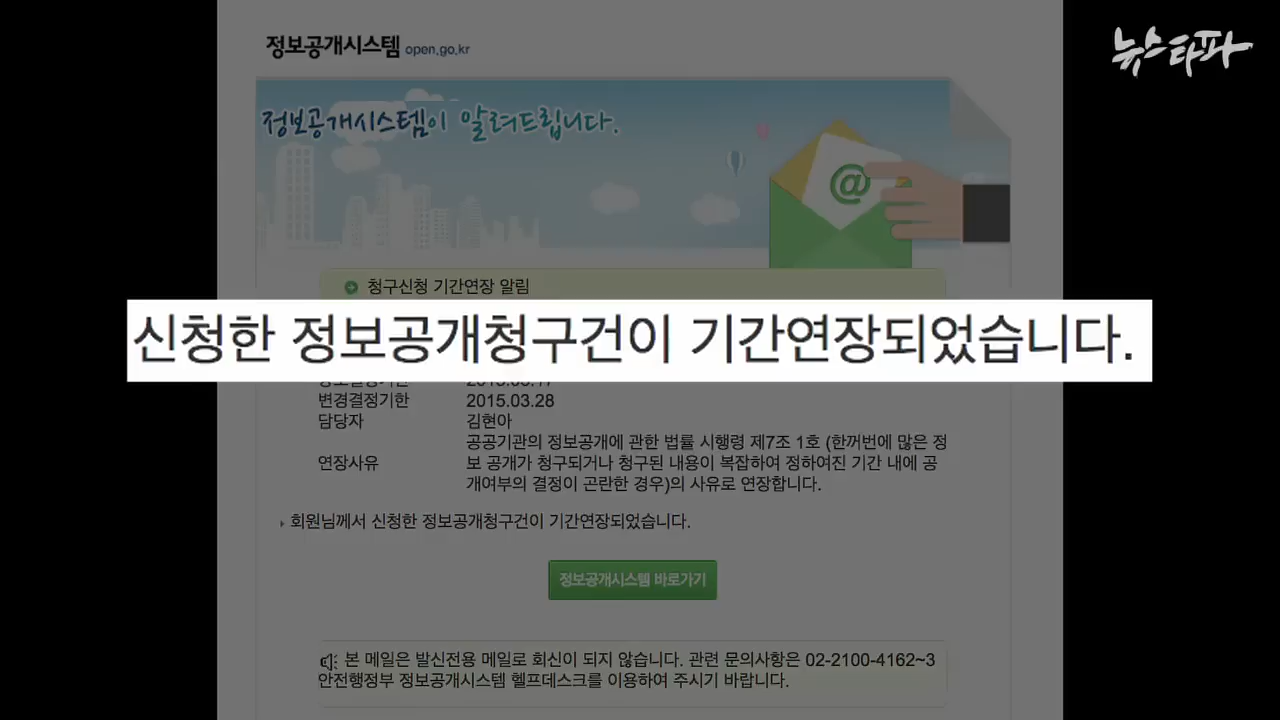 정보공개시스템 open.go.kr
뉴스타파
정보공개시스템이 알려드립니다.
@
청구신청 기간연장 알림
신청한 정보공개청구건이 기간연장되었습니다.
변경결정기한 2015.03.28
담당자 김현아
공공기관의 정보공개에 관한 법률 시행령 제7조 1호 (한꺼번에 많은 정
연장사유 보 공개가 청구되거나 청구된 내용이 복잡하여 정하여진 기간 내에 공
개여부의 결정이 곤란한 경우)의 사유로 연장합니다.
회원님께서 신청한 정보공개청구건이 기간연장되었습니다.
정보공개시스템 바로가기
본 메일은 발신전용 메일로 회신이 되지 않습니다. 관련 문의사항은 02-2100-4162~3
안전행정부 정보공개시스템 헬프데스크를 이용하여 주시기 바랍니다.